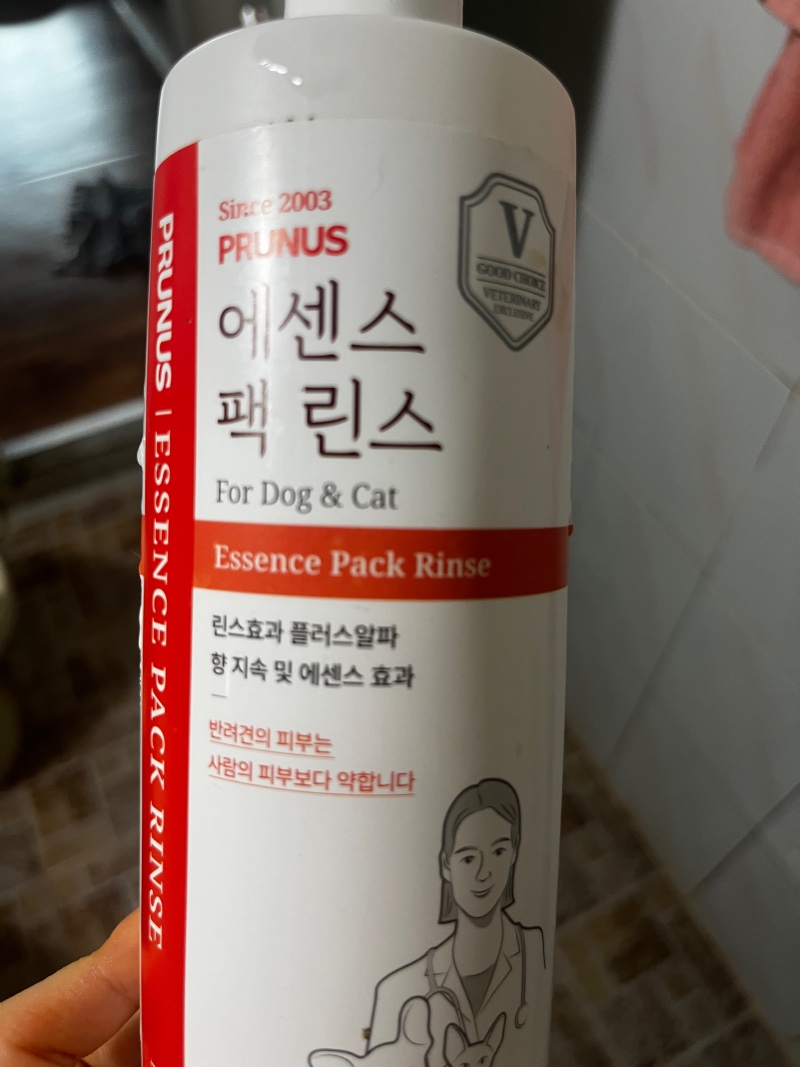 Since 2003
PRUNUS
에센스
팩 린스
For Dog & Cat
V
GOOD CHOICE
VETERINARY
EXCLUSIVE
Essence Pack Rinse
린스효과 플러스알파
향 지속 및 에센스 효과
반려견의 피부는
사람의 피부보다 약합니다
PRUNUS | ESSENCE PACK RINSE